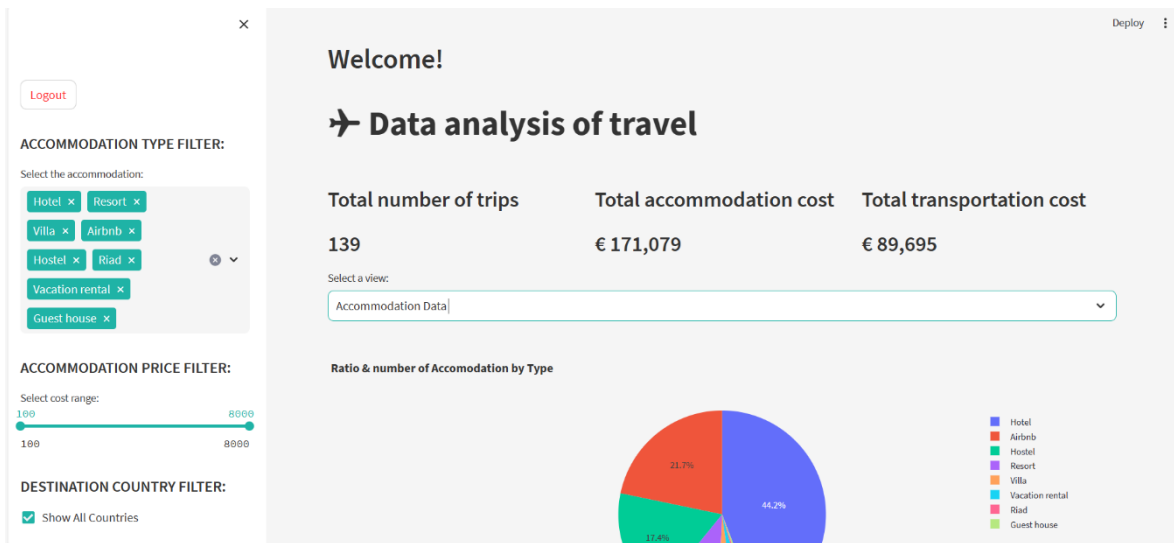 Deploy
Logout
ACCOMMODATION TYPE FILTER:
Select the accommodation:
Hotel × Resort ×
Villa × Airbnb ×
Hostel × Riad ×
Vacation rental ×
Guest house ×
ACCOMMODATION PRICE FILTER:
Select cost range:
100 8000
100 8000
DESTINATION COUNTRY FILTER:
Show All Countries
Welcome!
Data analysis of travel
Total number of trips Total accommodation cost Total transportation cost
139 € 171,079 € 89,695
Select a view:
Accommodation Data
Ratio & number of Accomodation by Type
21.7%
44.2%
17.4%
Hotel
Airbnb
Hostel
Resort
Villa
Vacation rental
Riad
Guest house